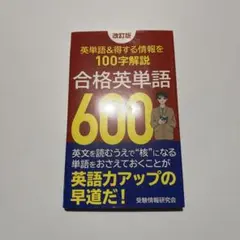 改訂版
英単語&得する情報を
100字解説
合格英単語
600
英文を読むうえで“核”になる
単語をおさえておくことが
英語力アップの
早道だ!
受験情報研究会